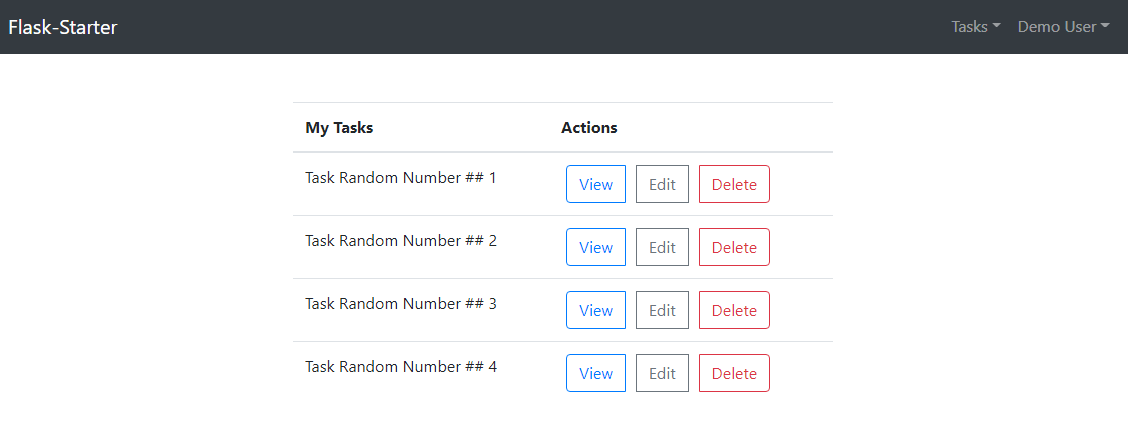 Flask-Starter Tasks Demo User
My Tasks Actions
Task Random Number ## 1 View Edit Delete
Task Random Number ## 2 View Edit Delete
Task Random Number ## 3 View Edit Delete
Task Random Number ## 4 View Edit Delete